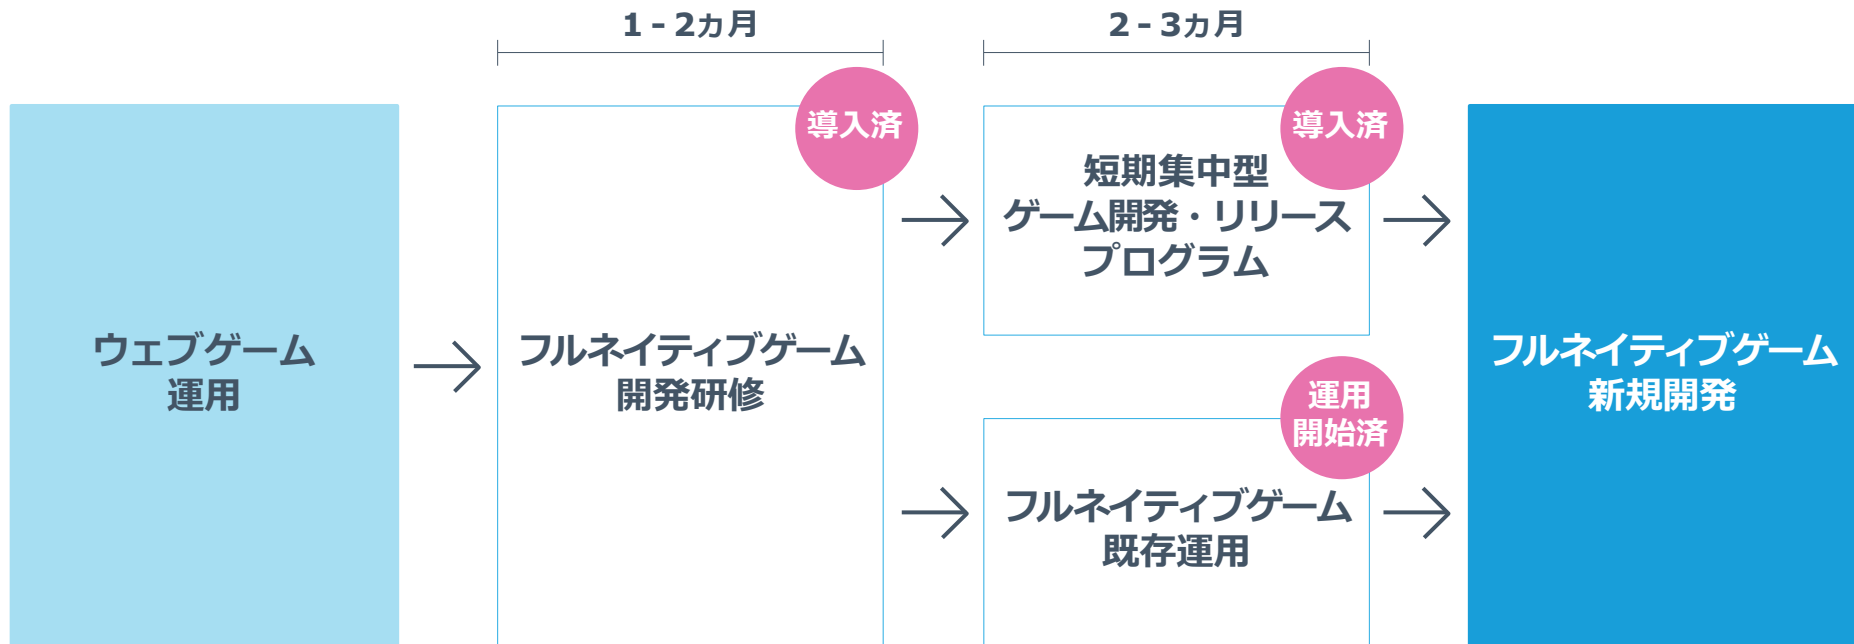 1 - 2カ月
2 - 3カ月
ウェブゲーム
運用
導入済
フルネイティブゲーム
開発研修
導入済
短期集中型
ゲーム開発・リリース
プログラム
運用
開始済
フルネイティブゲーム
既存運用
フルネイティブゲーム
新規開発